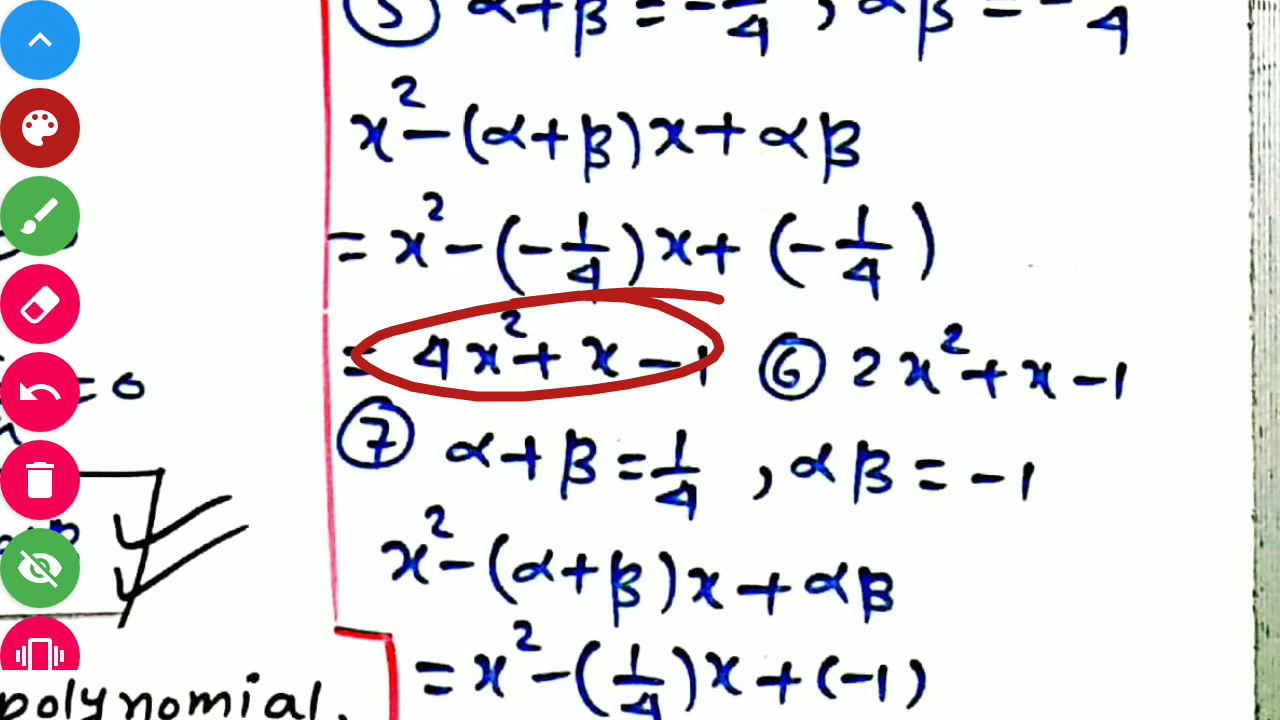 ⑤ α+β = -1/4 , αβ = -1/4
x² - (α+β)x + αβ
= x² - (-1/4)x + (-1/4)
= 4x² + x - 1 ⑥ 2x² + x - 1
= 0
⑦ α+β = 1/4 , αβ = -1
x² - (α+β)x + αβ
= x² - (1/4)x + (-1)
polynomial.